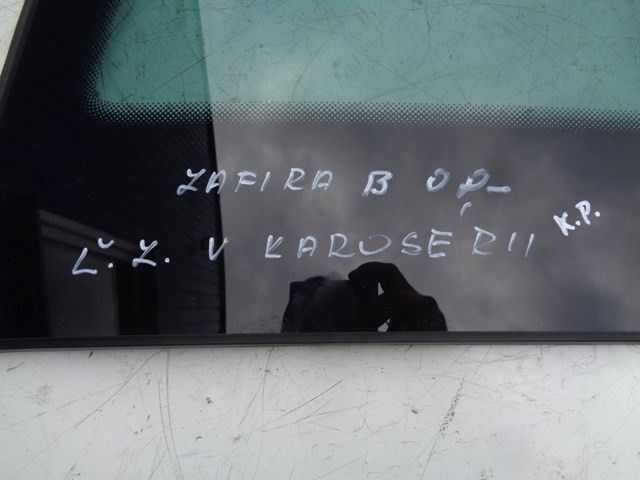 ZAFIRA B OP-
L. Z. V KAROSERII K.P.